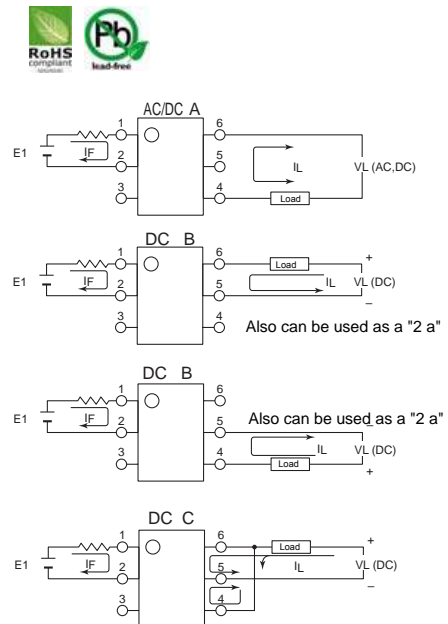 RoHS
compliant
Pb
lead-free
AC/DC A
1
6
E1
IF
2
5
IL
VL (AC,DC)
3
4
Load
DC B
1
6
Load
+
E1
IF
2
5
IL
VL (DC)
–
3
4
Also can be used as a "2 a"
DC B
1
6
Also can be used as a "2 a"
E1
IF
2
5
–
IL
VL (DC)
3
4
Load
+
DC C
1
6
Load
+
E1
IF
2
5
IL
VL (DC)
–
3
4